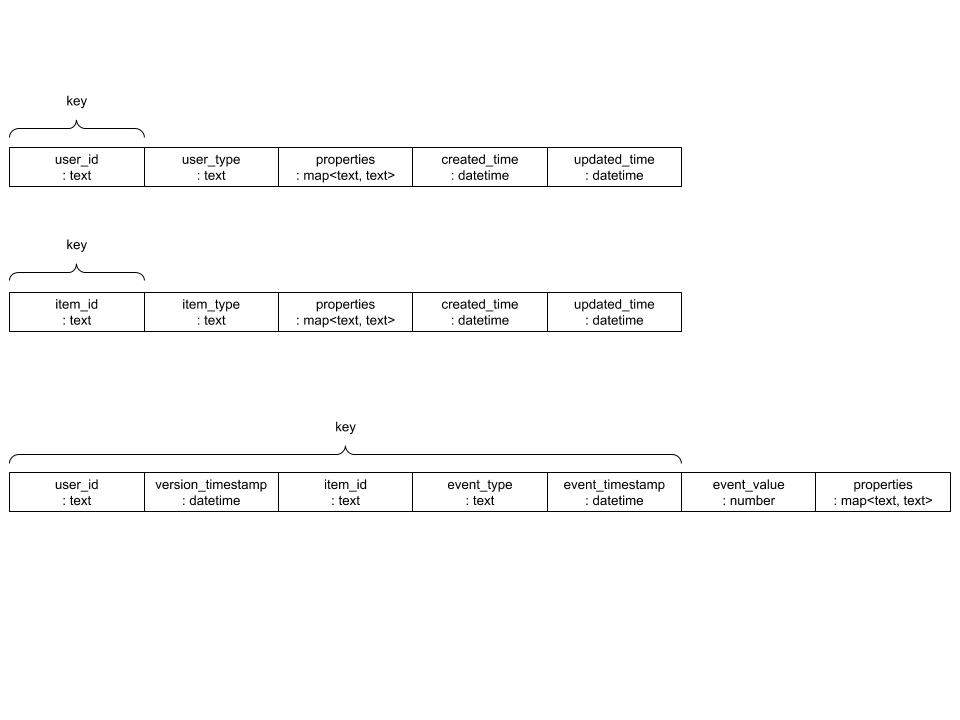 key
user_id user_type properties created_time updated_time
: text : text : map<text, text> : datetime : datetime
key
item_id item_type properties created_time updated_time
: text : text : map<text, text> : datetime : datetime
key
user_id version_timestamp item_id event_type event_timestamp event_value properties
: text : datetime : text : text : datetime : number : map<text, text>